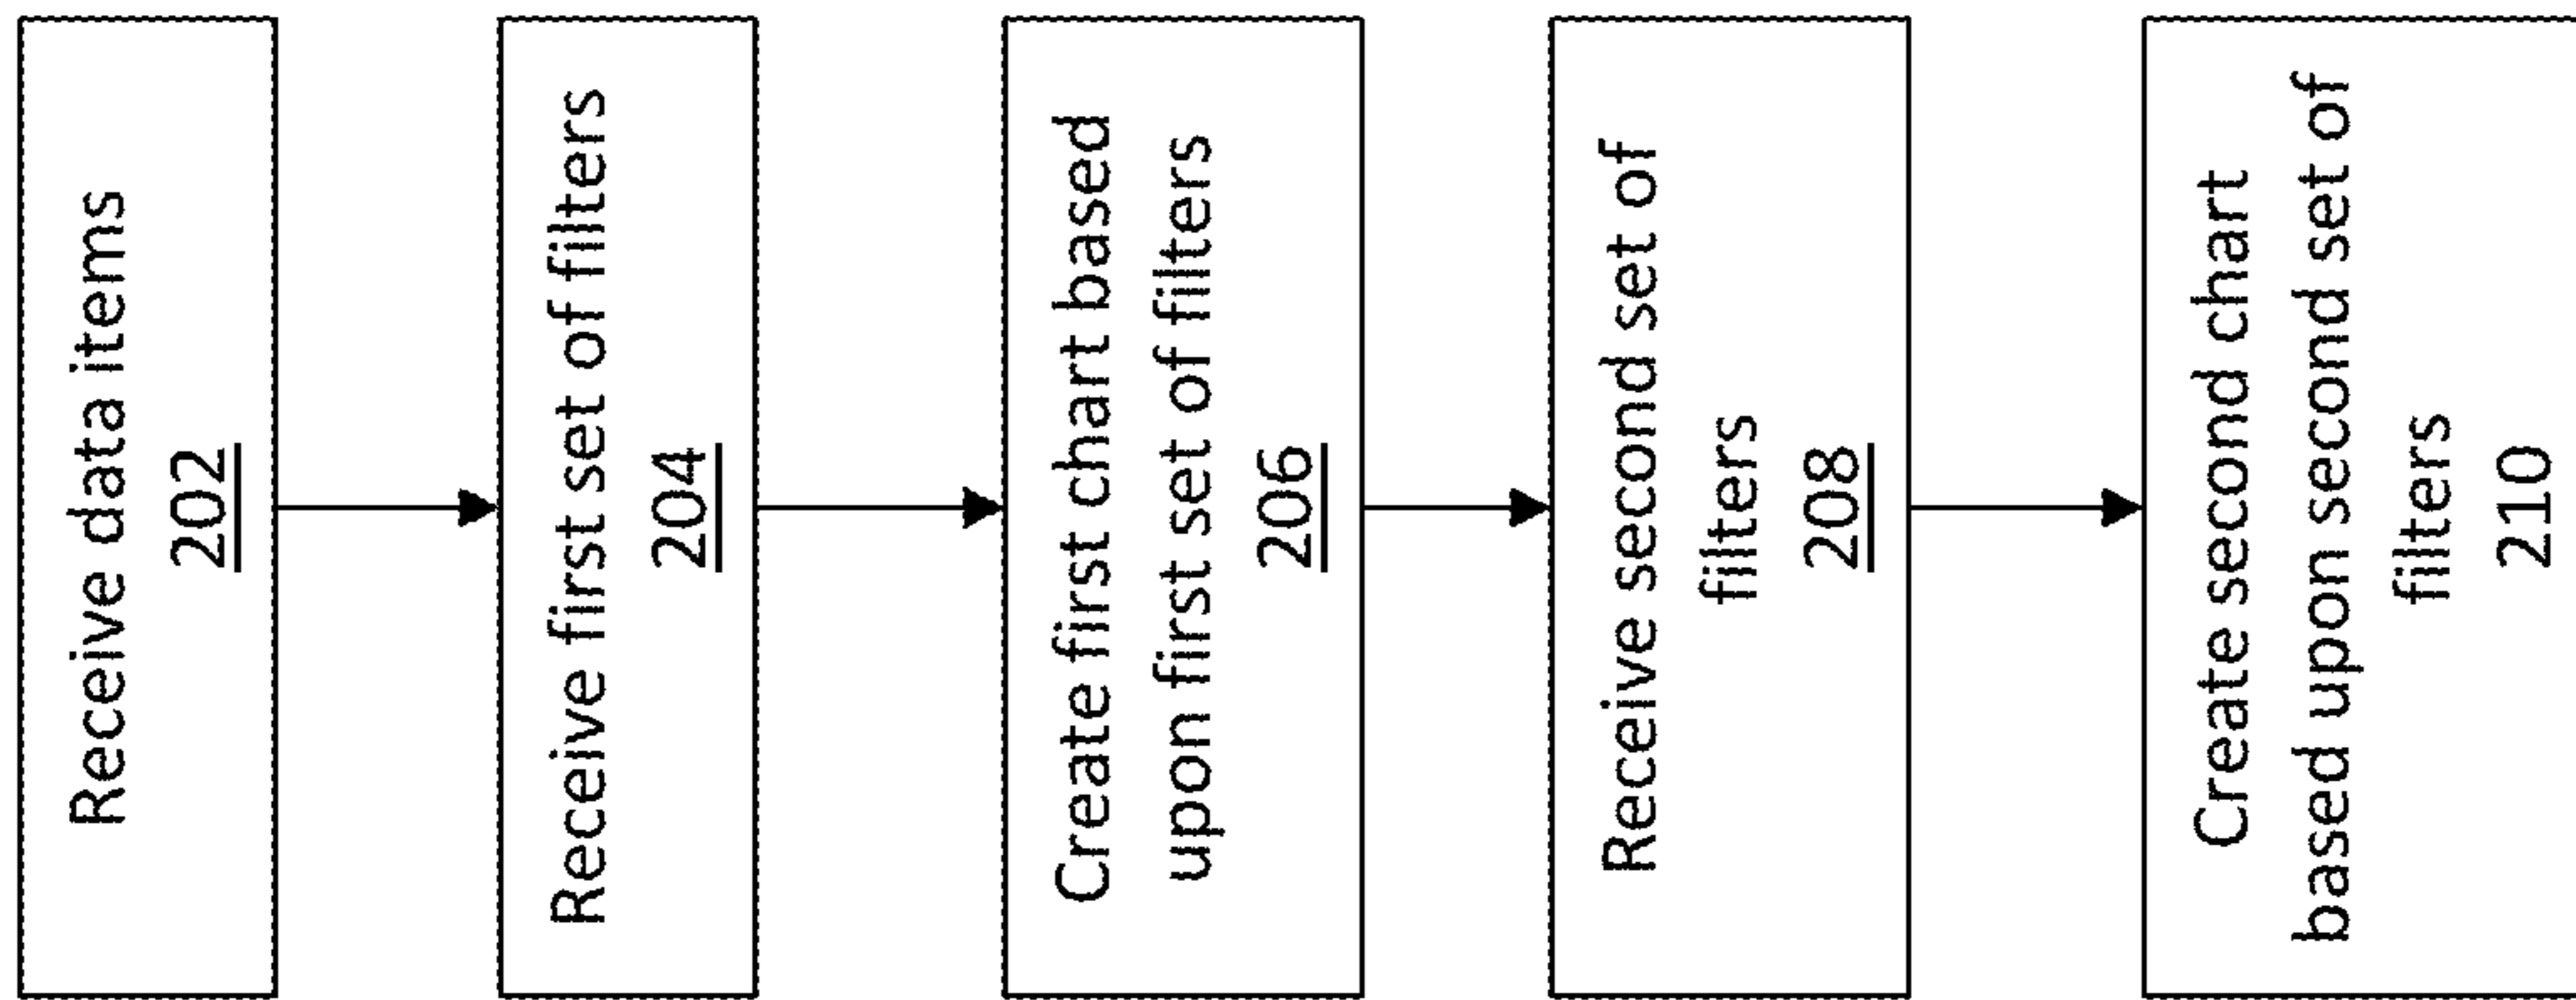 Receive data items
202
Receive first set of filters
204
Create first chart based
upon first set of filters
206
Receive second set of
filters
208
Create second chart
based upon second set of
filters
210